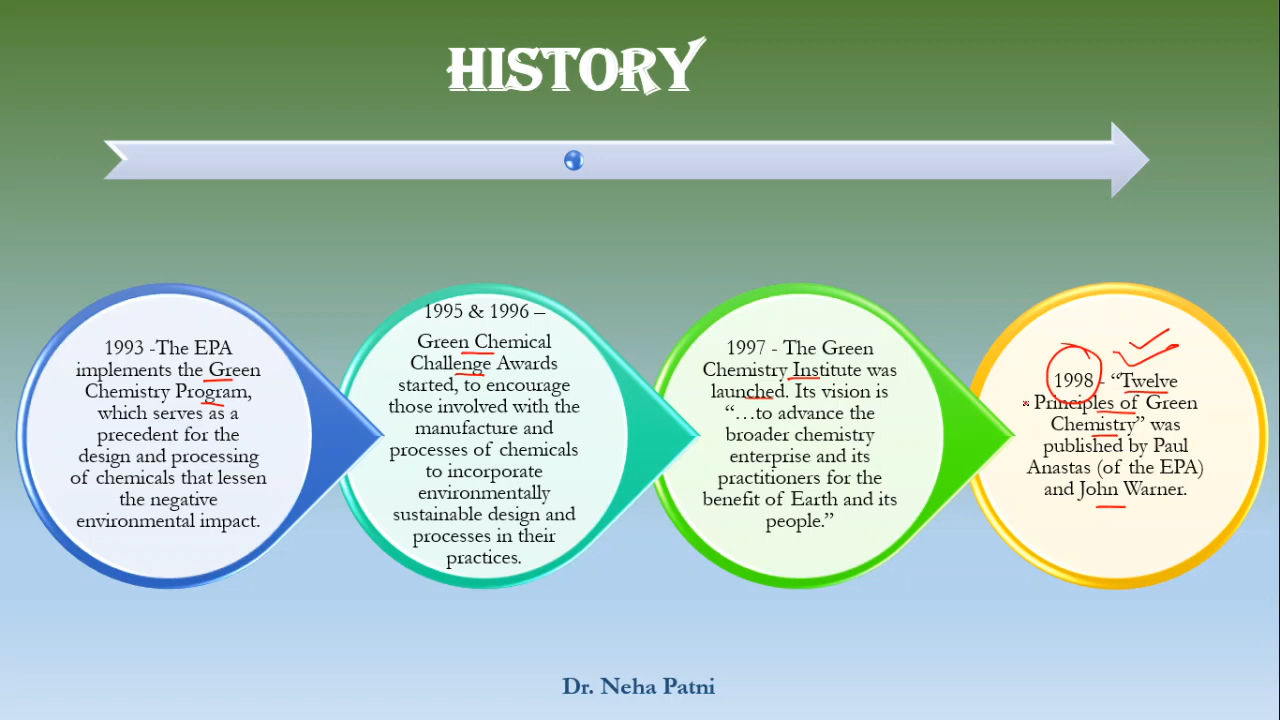 HISTORY
1993 -The EPA
implements the Green
Chemistry Program,
which serves as a
precedent for the
design and processing
of chemicals that lessen
the negative
environmental impact.
1995 & 1996 –
Green Chemical
Challenge Awards
started, to encourage
those involved with the
manufacture and
processes of chemicals
to incorporate
environmentally
sustainable design and
processes in their
practices.
1997 - The Green
Chemistry Institute was
launched. Its vision is
“…to advance the
broader chemistry
enterprise and its
practitioners for the
benefit of Earth and its
people.”
1998 - “Twelve
Principles of Green
Chemistry” was
published by Paul
Anastas (of the EPA)
and John Warner.
Dr. Neha Patni